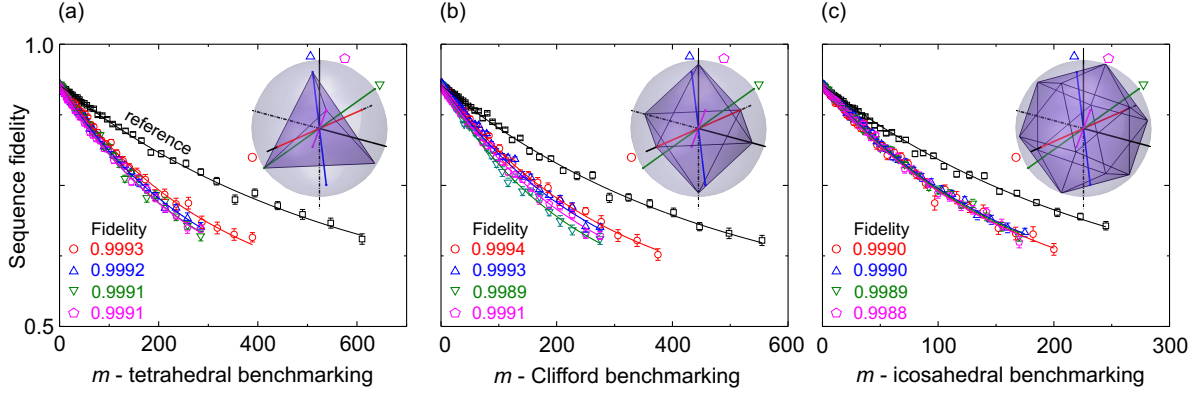 (a)
(b)
(c)
1.0
0.5
Sequence fidelity
reference
Fidelity
0.9993
0.9992
0.9991
0.9991
0
200
400
600
m - tetrahedral benchmarking
Fidelity
0.9994
0.9993
0.9989
0.9991
0
200
400
600
m - Clifford benchmarking
Fidelity
0.9990
0.9990
0.9989
0.9988
0
100
200
300
m - icosahedral benchmarking